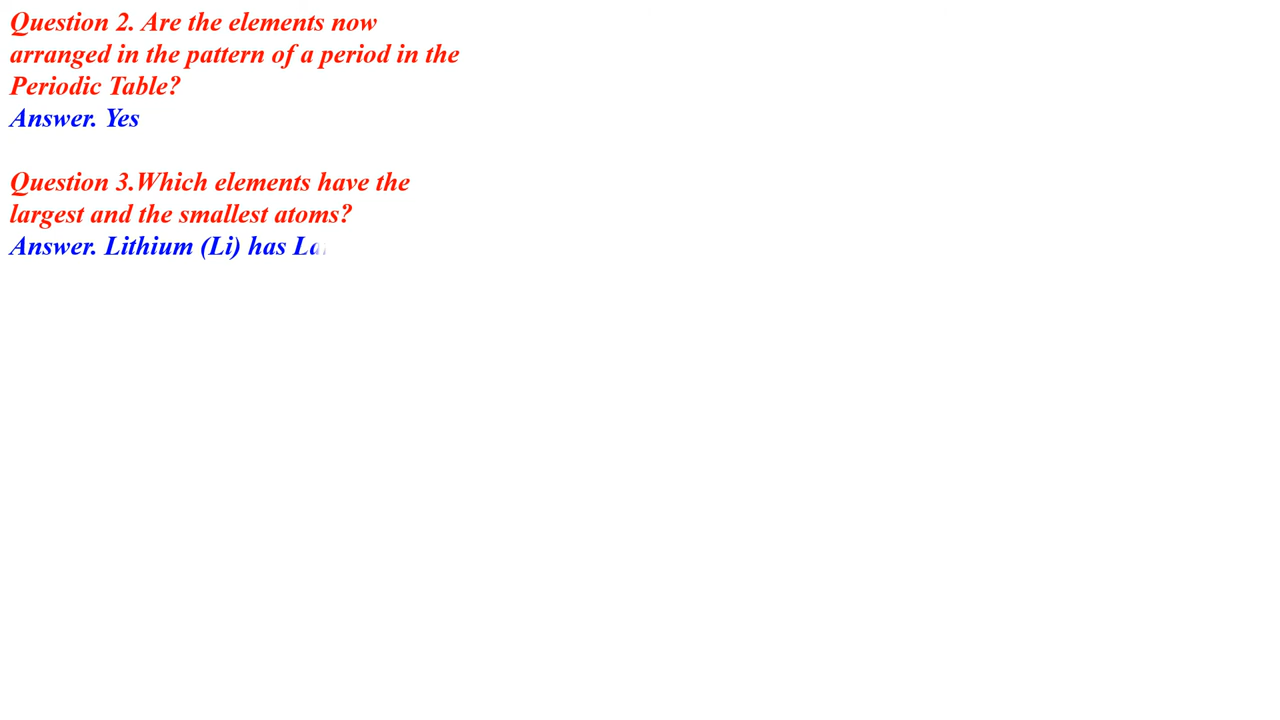 Question 2. Are the elements now
arranged in the pattern of a period in the
Periodic Table?
Answer. Yes
Question 3.Which elements have the
largest and the smallest atoms?
Answer. Lithium (Li) has